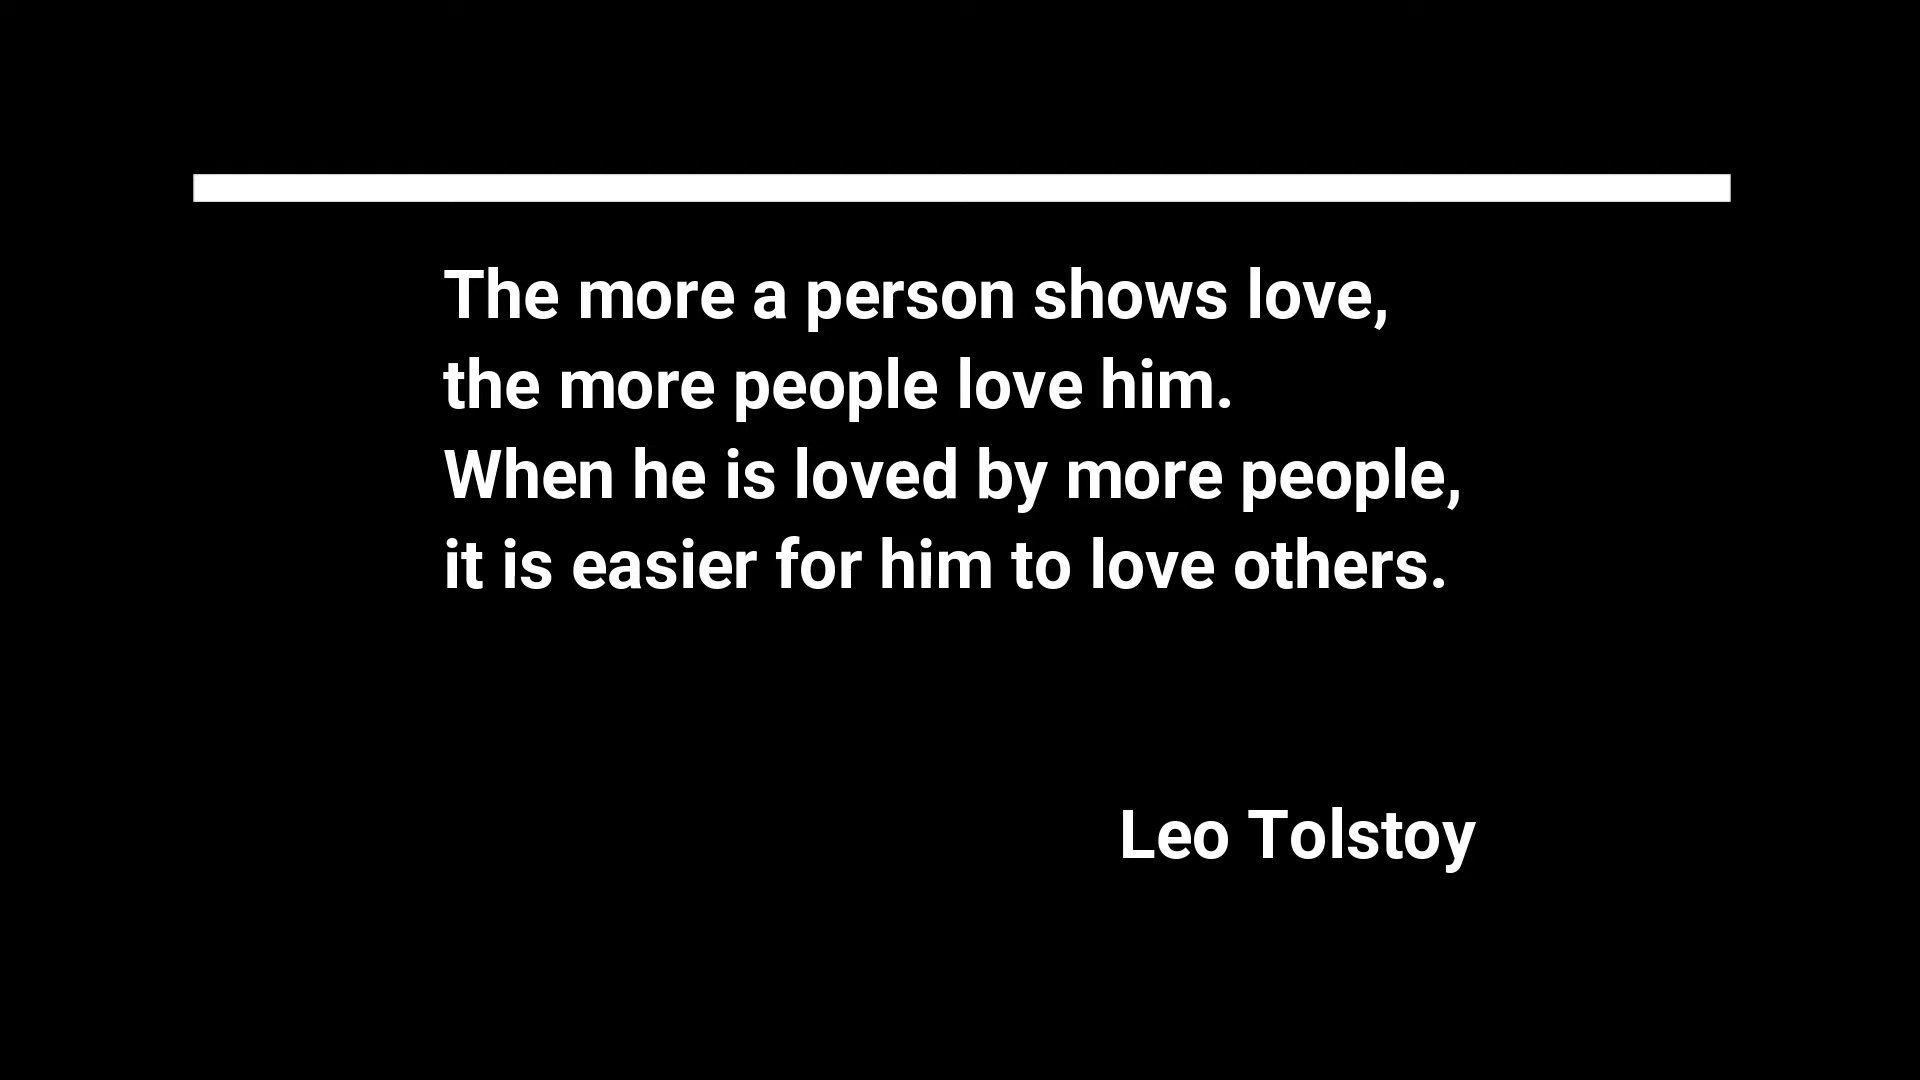 The more a person shows love,
the more people love him.
When he is loved by more people,
it is easier for him to love others.
Leo Tolstoy